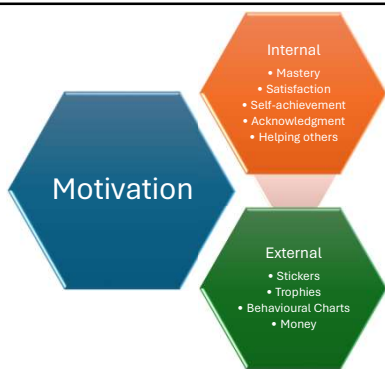 Motivation
Internal
• Mastery
• Satisfaction
• Self-achievement
• Acknowledgment
• Helping others
External
• Stickers
• Trophies
• Behavioural Charts
• Money